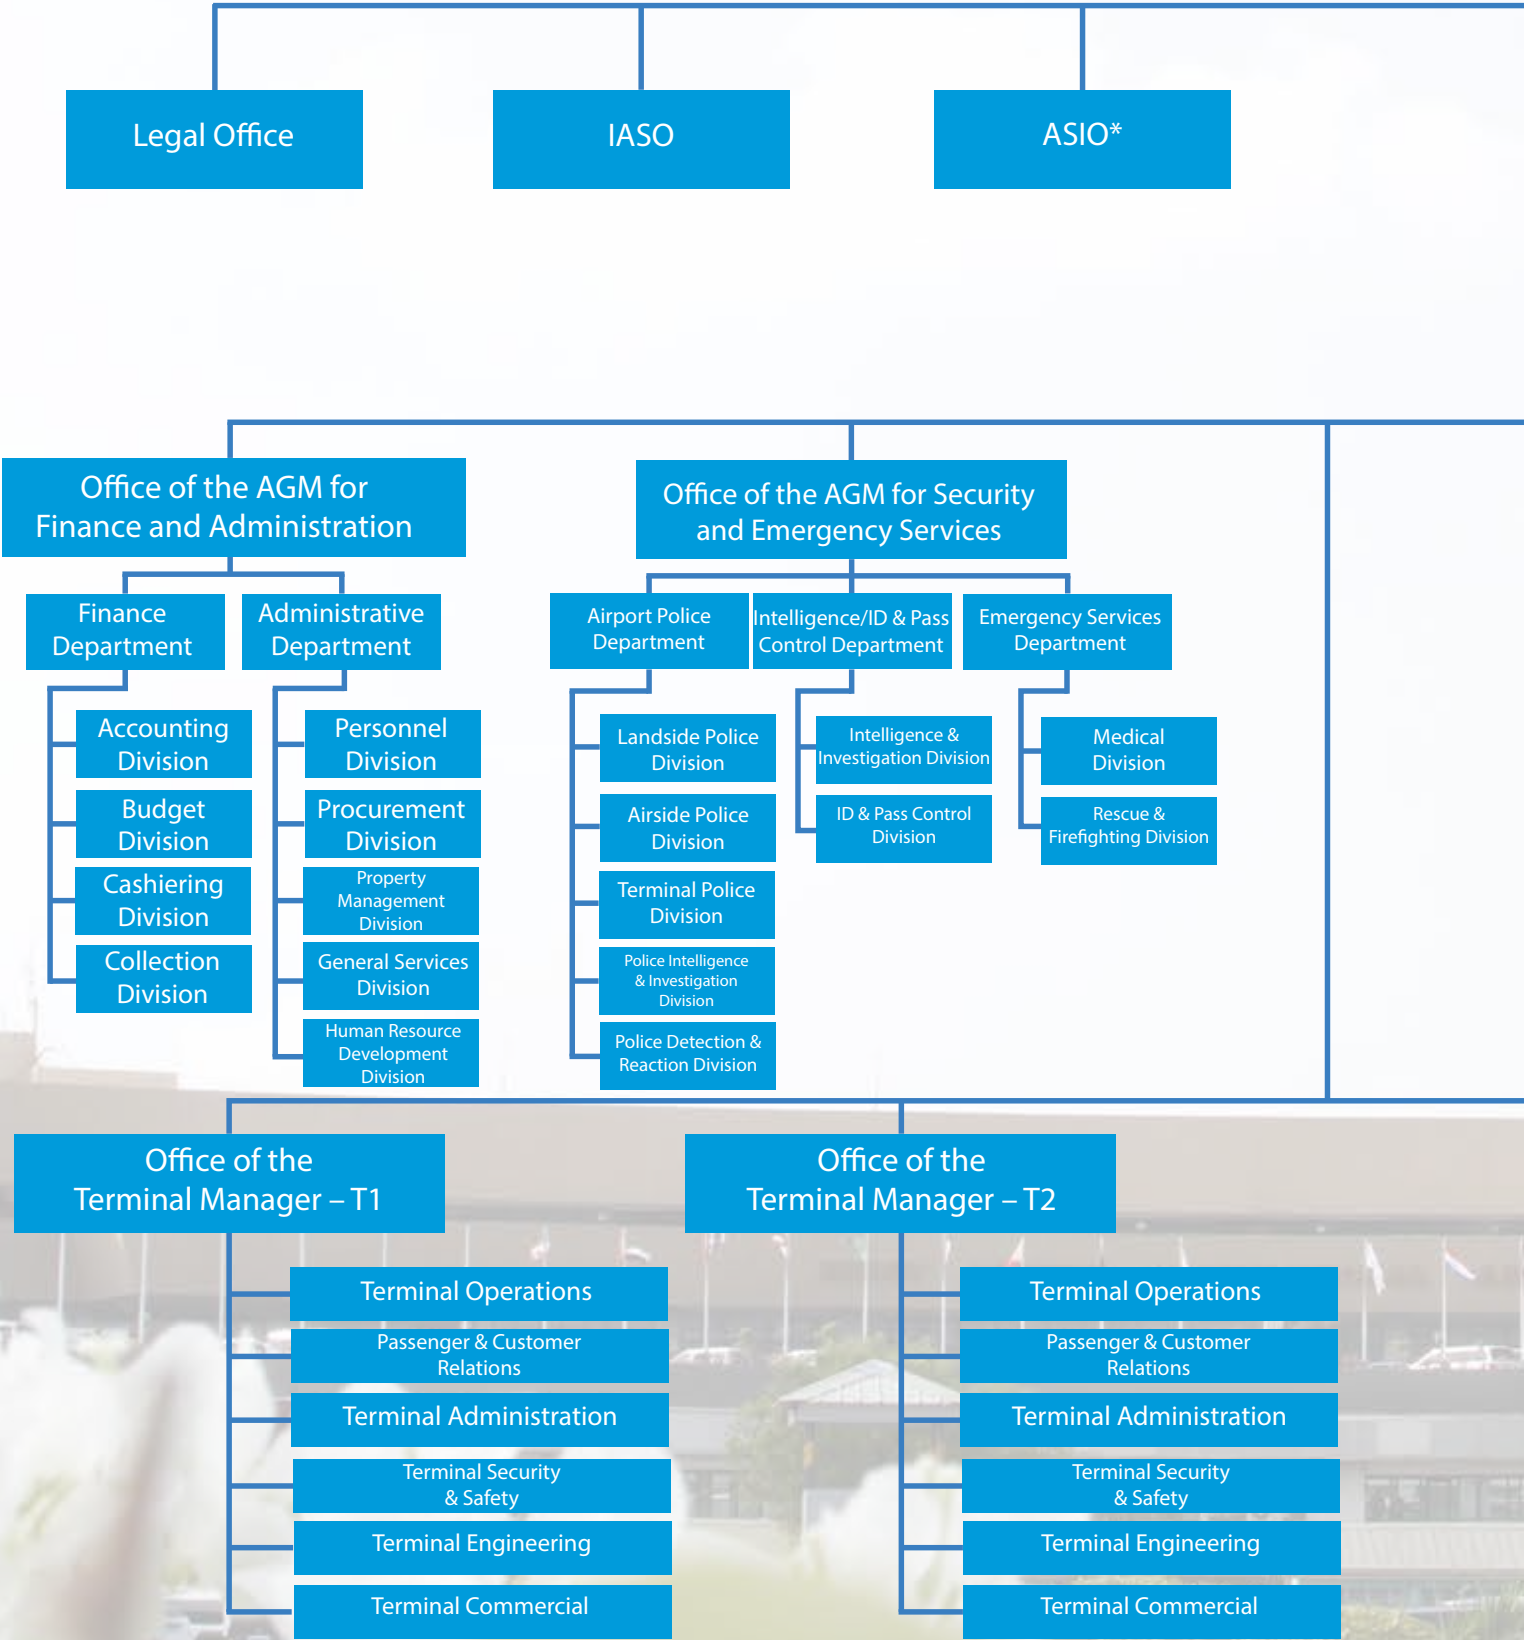 Legal Office
IASO
ASIO*
Office of the AGM for
Finance and Administration
Office of the AGM for Security
and Emergency Services
Finance
Department
Administrative
Department
Airport Police
Department
Intelligence/ID & Pass
Control Department
Emergency Services
Department
Accounting
Division
Budget
Division
Cashiering
Division
Collection
Division
Personnel
Division
Procurement
Division
Property
Management
Division
General Services
Division
Human Resource
Development
Division
Landside Police
Division
Airside Police
Division
Terminal Police
Division
Police Intelligence
& Investigation
Division
Police Detection &
Reaction Division
Intelligence &
Investigation Division
ID & Pass Control
Division
Medical
Division
Rescue &
Firefighting Division
Office of the
Terminal Manager – T1
Terminal Operations
Passenger & Customer
Relations
Terminal Administration
Terminal Security
& Safety
Terminal Engineering
Terminal Commercial
Office of the
Terminal Manager – T2
Terminal Operations
Passenger & Customer
Relations
Terminal Administration
Terminal Security
& Safety
Terminal Engineering
Terminal Commercial